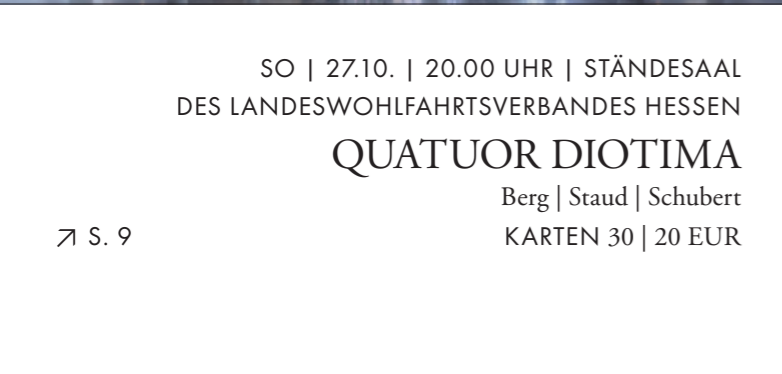 SO | 27.10. | 20.00 UHR | STÄNDESAAL
DES LANDESWOHLFAHRTSVERBANDES HESSEN
QUATUOR DIOTIMA
Berg | Staud | Schubert
↗ S. 9 KARTEN 30 | 20 EUR